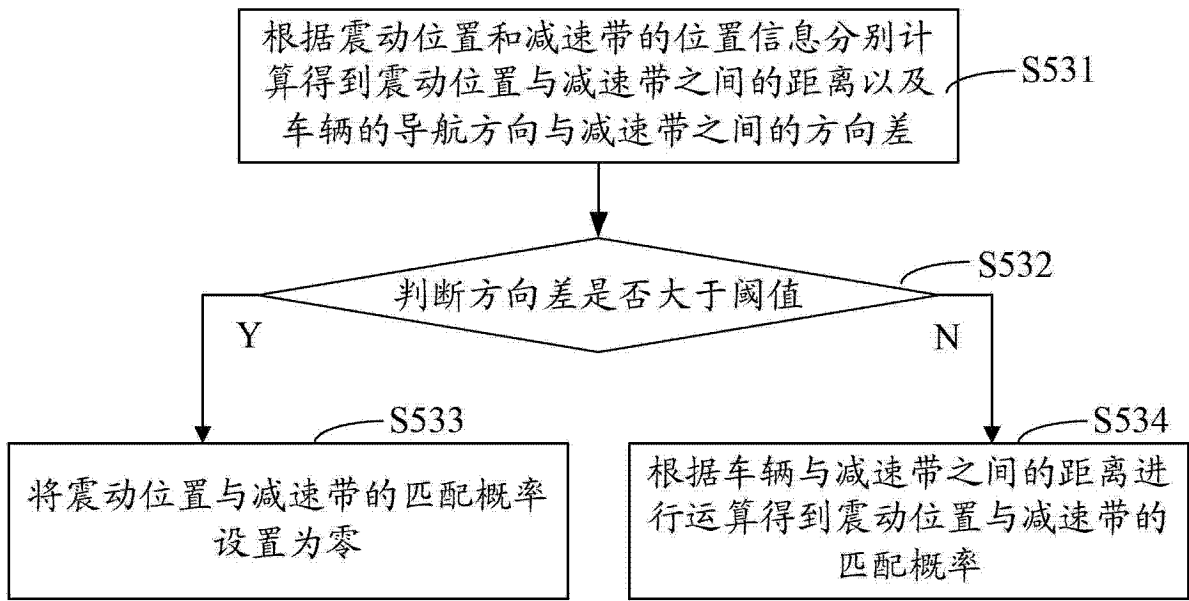 根据震动位置和减速带的位置信息分别计
算得到震动位置与减速带之间的距离以及
车辆的导航方向与减速带之间的方向差
S531
判断方向差是否大于阈值
S532
Y
N
S533
将震动位置与减速带的匹配概率
设置为零
S534
根据车辆与减速带之间的距离进
行运算得到震动位置与减速带的
匹配概率